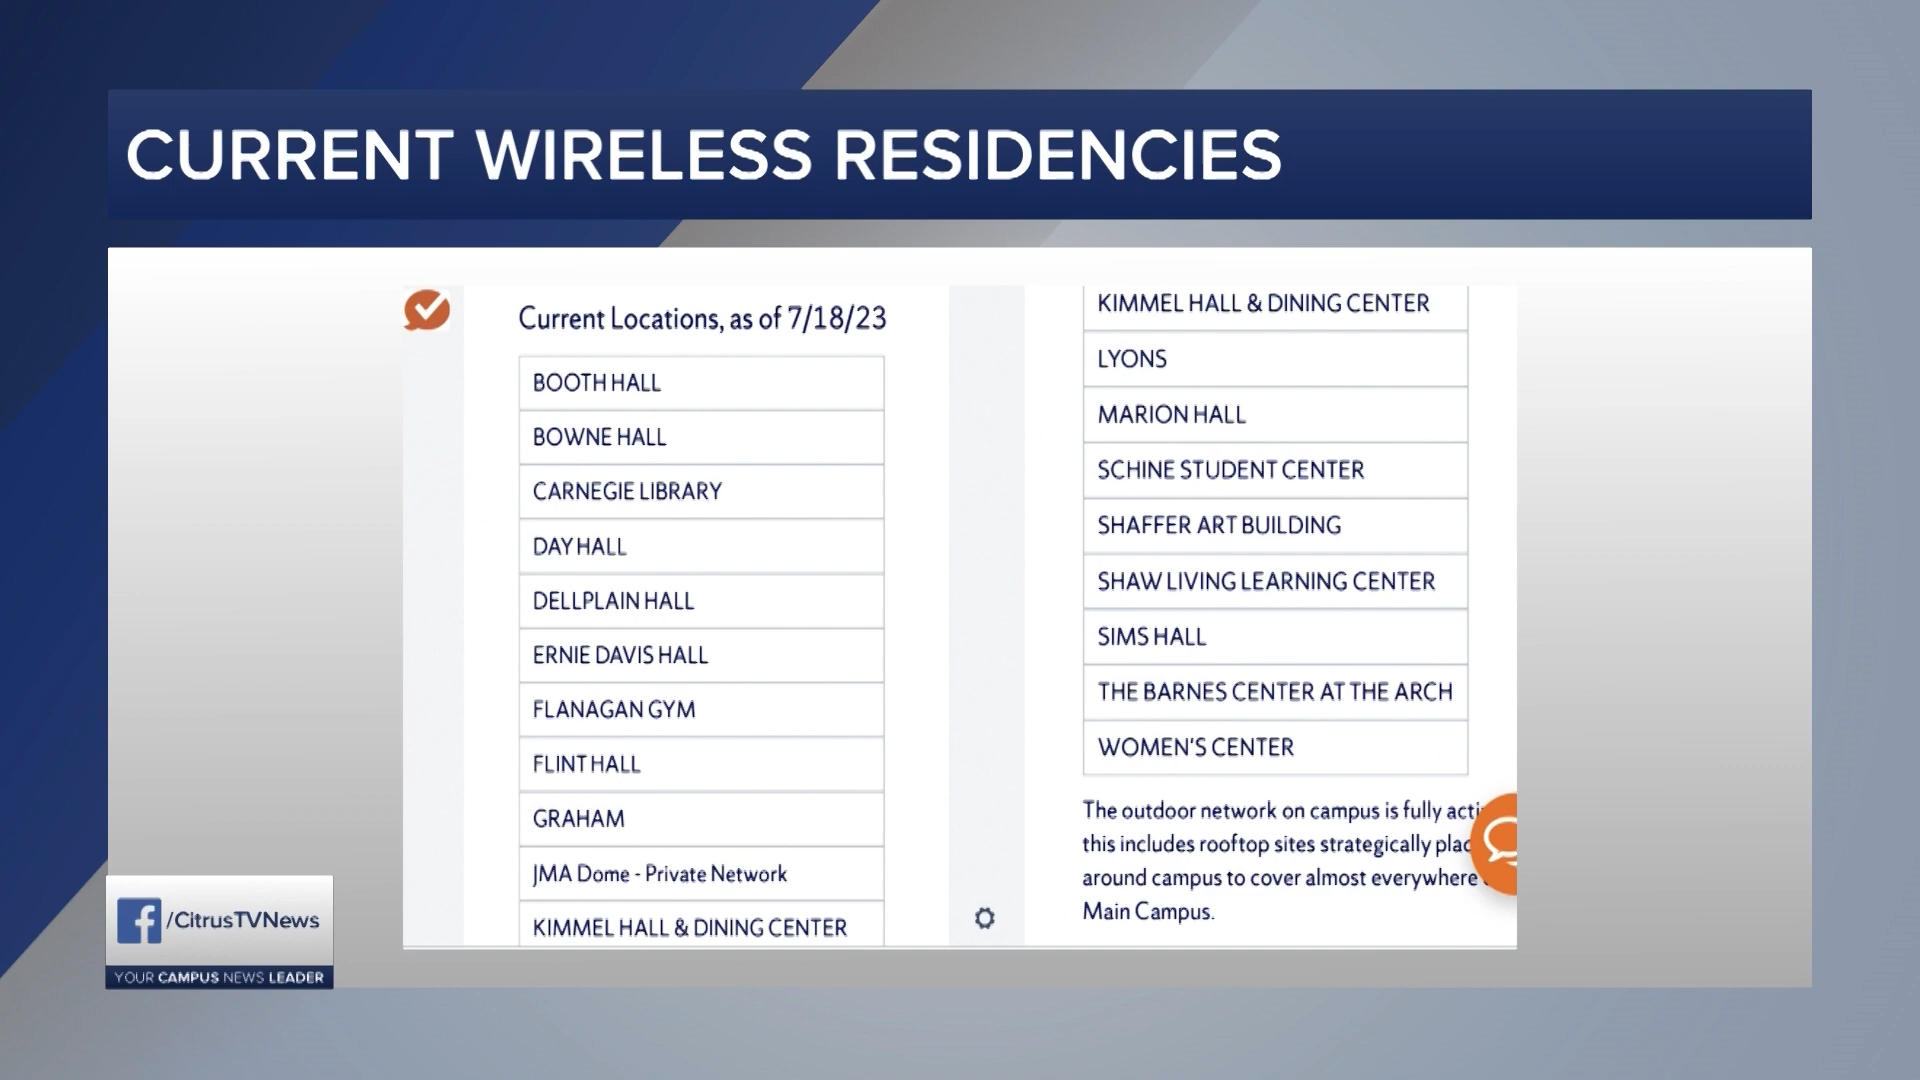 CURRENT WIRELESS RESIDENCIES
Current Locations, as of 7/18/23
BOOTH HALL
BOWNE HALL
CARNEGIE LIBRARY
DAY HALL
DELLPLAIN HALL
ERNIE DAVIS HALL
FLANAGAN GYM
FLINT HALL
GRAHAM
JMA Dome - Private Network
KIMMEL HALL & DINING CENTER
KIMMEL HALL & DINING CENTER
LYONS
MARION HALL
SCHINE STUDENT CENTER
SHAFFER ART BUILDING
SHAW LIVING LEARNING CENTER
SIMS HALL
THE BARNES CENTER AT THE ARCH
WOMEN'S CENTER
The outdoor network on campus is fully
this includes rooftop sites strategically
around campus to cover almost everywhere
Main Campus.
/CitrusTVNews
YOUR CAMPUS NEWS LEADER